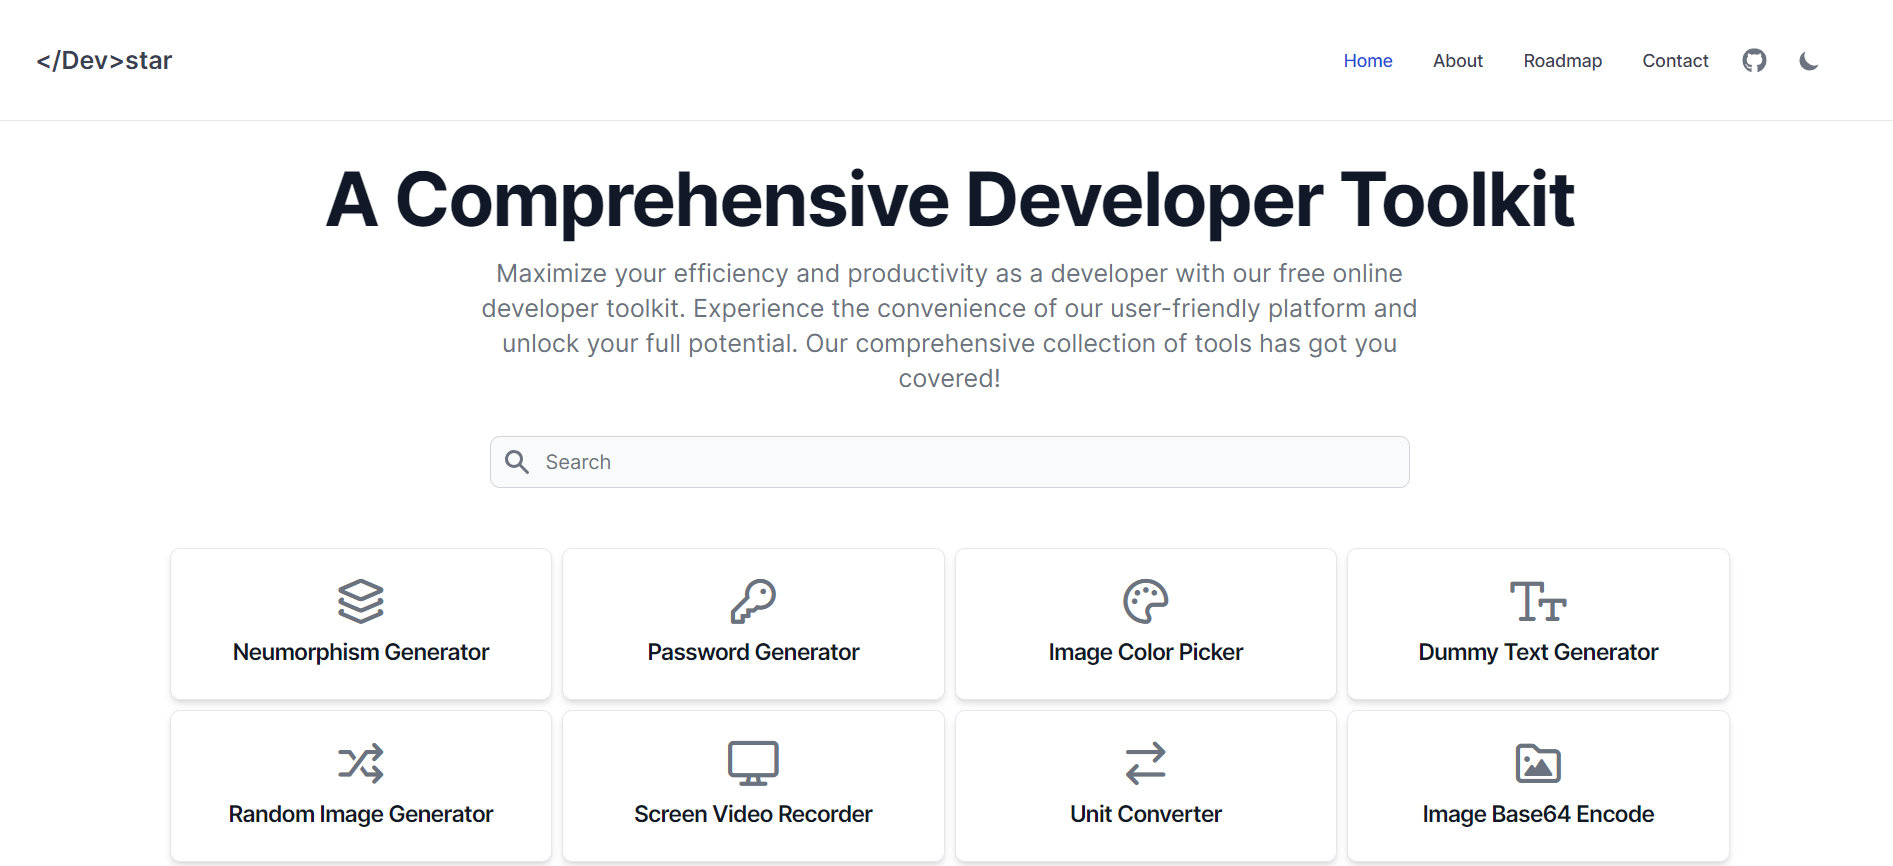 </Dev>star
Home
About
Roadmap
Contact
A Comprehensive Developer Toolkit
Maximize your efficiency and productivity as a developer with our free online
developer toolkit. Experience the convenience of our user-friendly platform and
unlock your full potential. Our comprehensive collection of tools has got you
covered!
Search
Neumorphism Generator
Password Generator
Image Color Picker
Dummy Text Generator
Random Image Generator
Screen Video Recorder
Unit Converter
Image Base64 Encode